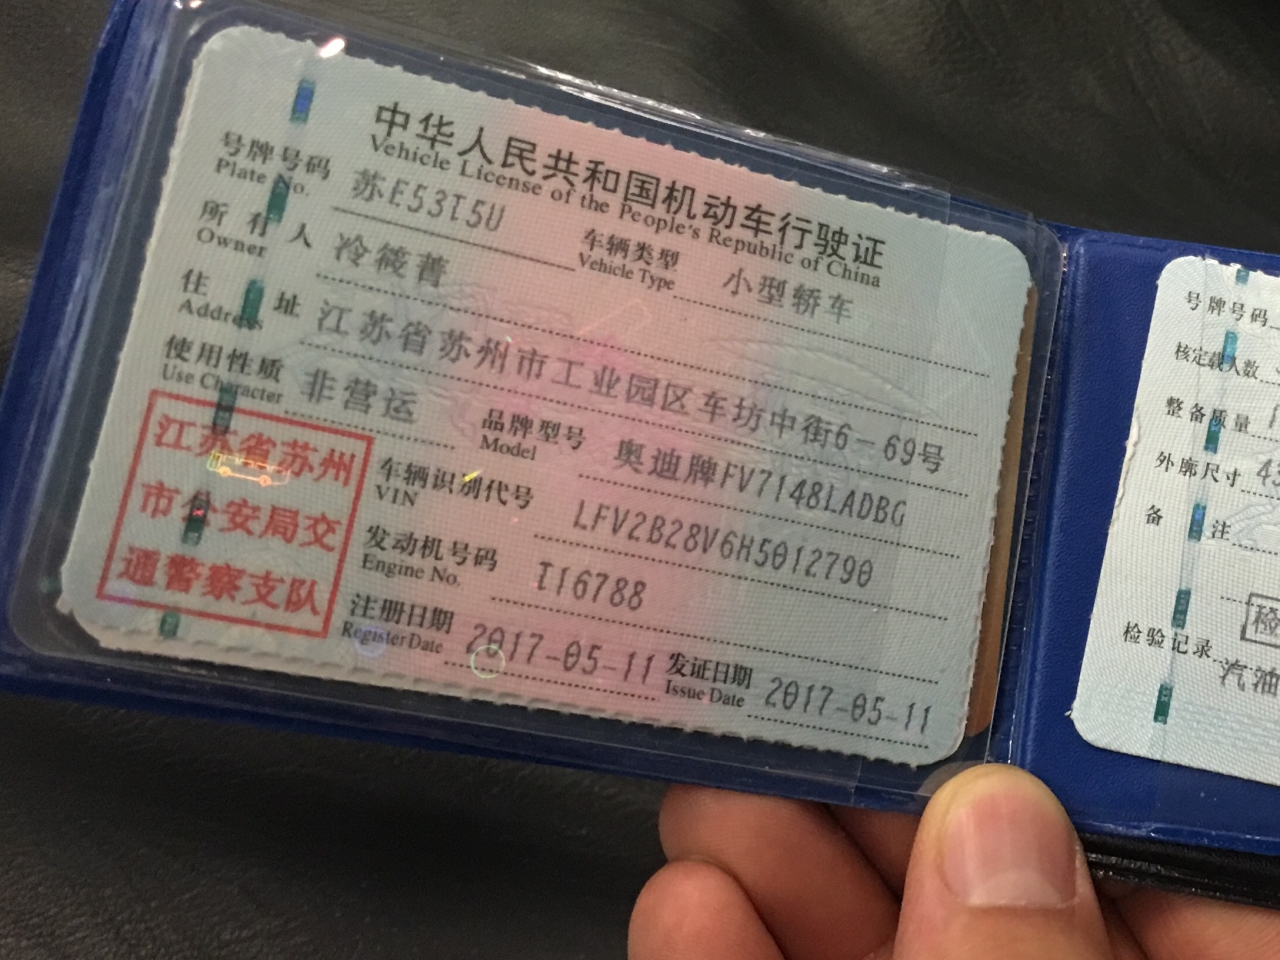 中华人民共和国机动车行驶证
Vehicle License of the People's Republic of China
号牌号码 苏E53I5U 车辆类型 小型轿车
Plate No. Vehicle Type
所有人 冷筱菁
Owner
住址 江苏省苏州市工业园区车坊中街6-69号
Address
使用性质 非营运 品牌型号 奥迪牌FV7148LADBG
Use Character Model
江苏省苏州
市公安局交
通警察支队
车辆识别代号 LFV2B28V6H5012790
VIN
发动机号码 I16788
Engine No.
注册日期 2017-05-11 发证日期 2017-05-11
Register Date Issue Date
号牌号码
核定载人数
整备质量
外廓尺寸 43
备注
检
检验记录
汽油